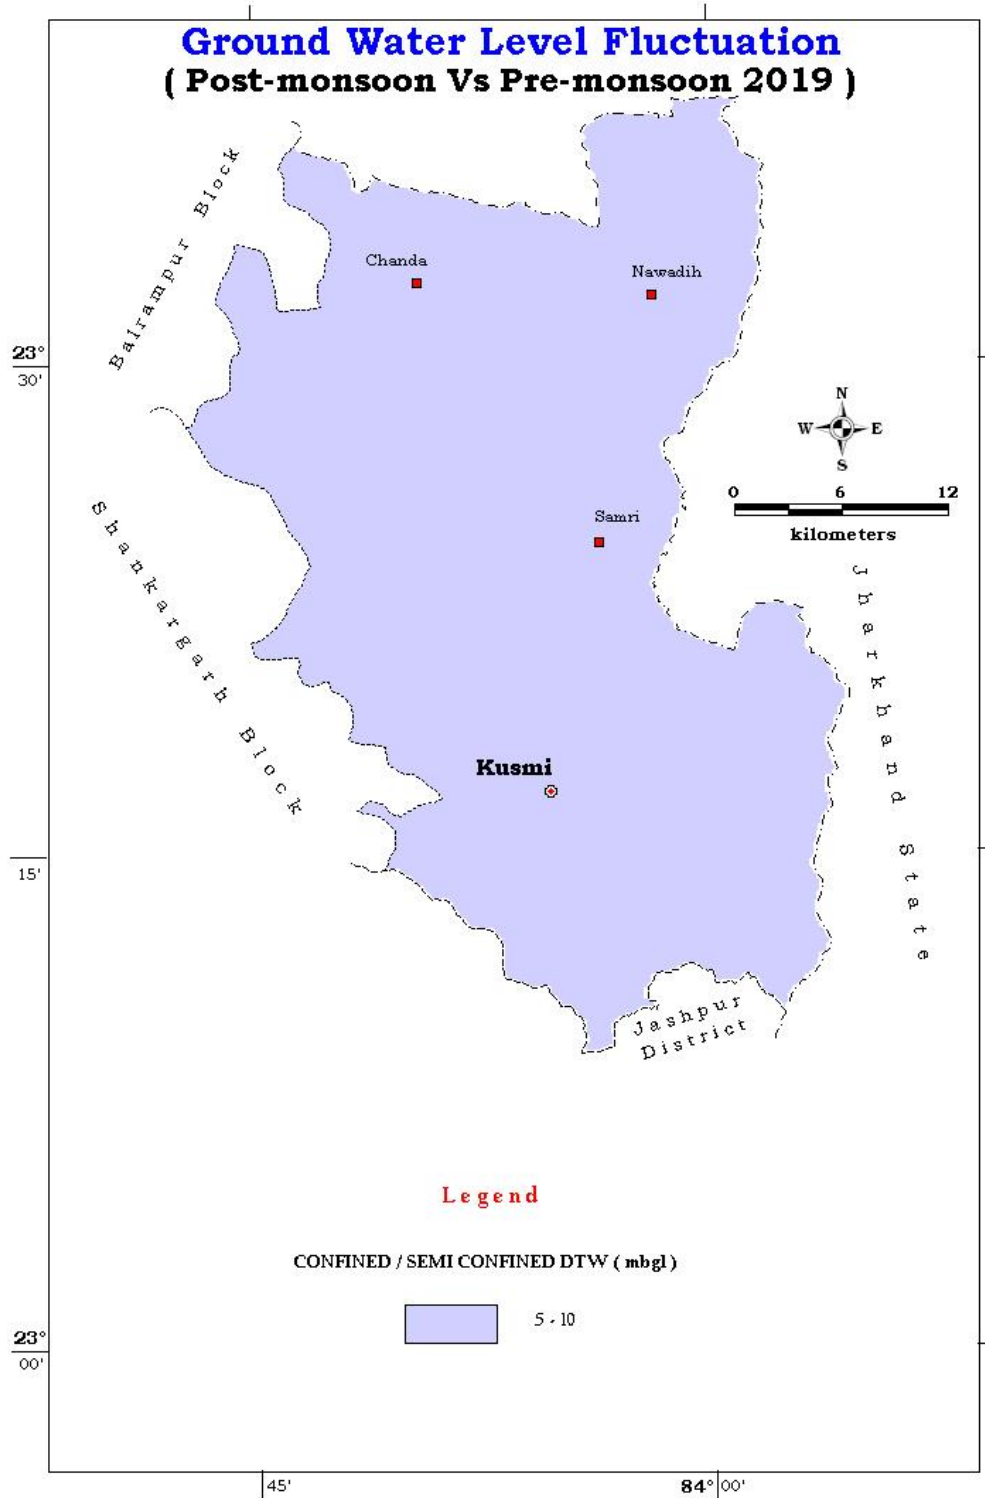 Ground Water Level Fluctuation
( Post-monsoon Vs Pre-monsoon 2019 )
Balrampur Block
Chanda
Nawadih
23°
30'
N
W E
S
0 6 12
kilometers
Samri
Shankargarh Block
Jharkhand State
Kusmi
15'
Jashpur
District
Legend
CONFINED / SEMI CONFINED DTW ( mbgl )
5 - 10
23°
00'
45'
84° 00'